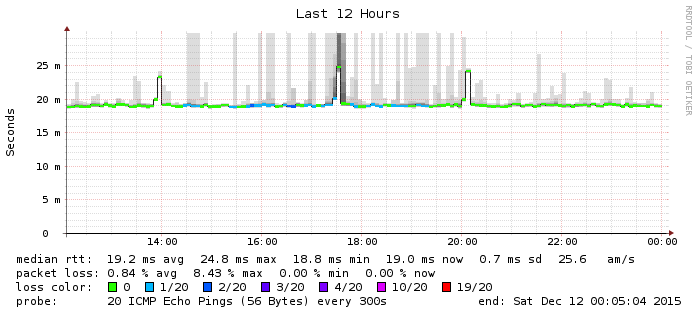 Last 12 Hours
RRDTOOL / TOBI OETIKER
Seconds
25 m
20 m
15 m
10 m
5 m
0
14:00 16:00 18:00 20:00 22:00 00:00
median rtt: 19.2 ms avg 24.8 ms max 18.8 ms min 19.0 ms now 0.7 ms sd 25.6 am/s
packet loss: 0.84 % avg 8.43 % max 0.00 % min 0.00 % now
loss color: 0 1/20 2/20 3/20 4/20 10/20 19/20
probe: 20 ICMP Echo Pings (56 Bytes) every 300s end: Sat Dec 12 00:05:04 2015